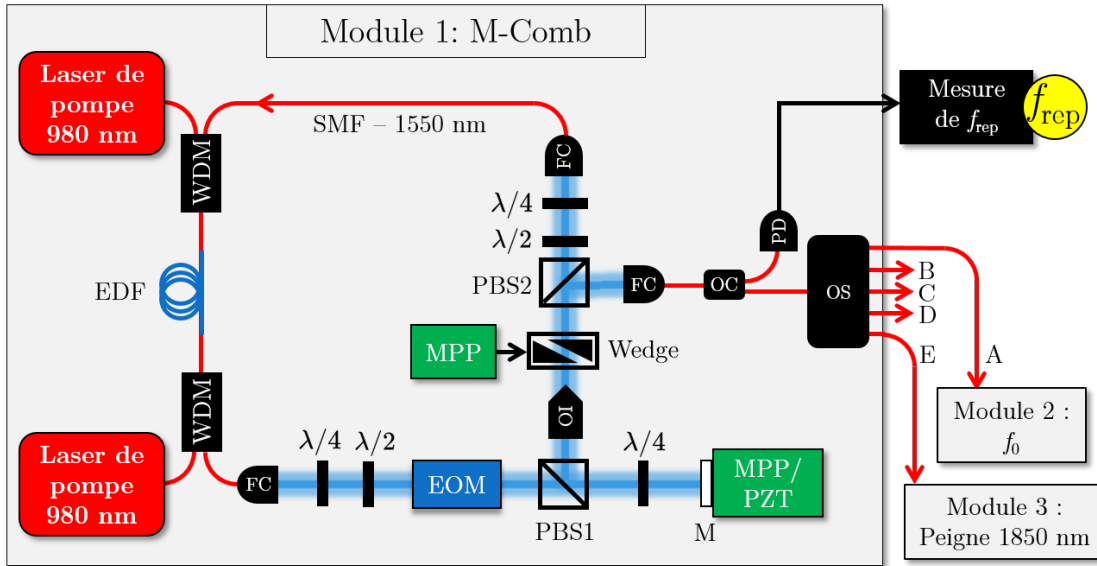 Module 1: M-Comb
Laser de
pompe
980 nm
WDM
SMF – 1550 nm
FC
λ/4
λ/2
PBS2
FC
OC
PD
Mesure
de f_rep
f_rep
OS
B
C
D
E
A
EDF
MPP
Wedge
OI
WDM
Laser de
pompe
980 nm
FC
λ/4
λ/2
EOM
PBS1
λ/4
M
MPP/
PZT
Module 2 :
f_0
Module 3 :
Peigne 1850 nm